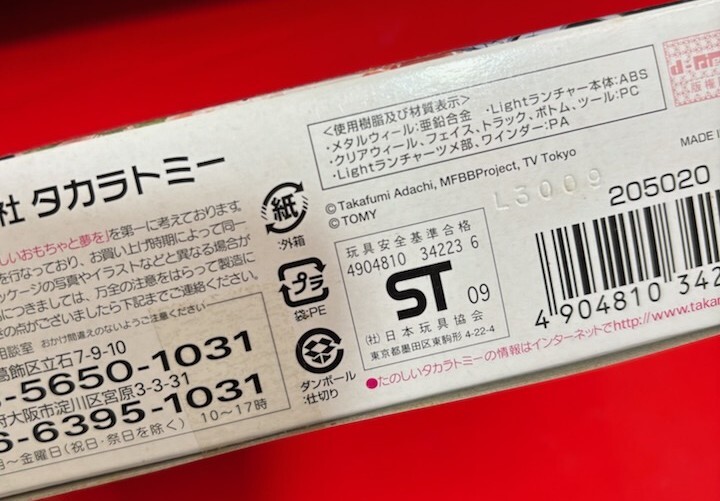 社 タカラトミー
しいおもちゃと夢を」を第一に考えております。
を行なっており、お買い上げ時期によって同一
ッケージの写真やイラストなどと異なる場合が
につきましては、万全の注意をはらって製造に
の点がございましたら下記までご連絡ください。
相談室 おかけ間違えのないようご注意ください
葛飾区立石7-9-10
-5650-1031
府大阪市淀川区宮原3-3-31
6-6395-1031
~金曜日(祝日・祭日を除く) 10~17時
紙
:外箱
プラ
袋:PE
ダンボール
:仕切り
<使用樹脂及び材質表示>
・メタルウィール:亜鉛合金 ・Lightランチャー本体:ABS
・クリアウィール、フェイス、トラック、ボトム、ツール:PC
・Lightランチャーツメ部、ワインダー:PA
©Takafumi Adachi, MFBBProject, TV Tokyo
©TOMY
L3009
玩具安全基準合格
4904810 34223 6
ST 09
(社)日本玩具協会
東京都墨田区東駒形 4-22-4
版権
MADE
205020
4 904810 342
●たのしいタカラトミーの情報はインターネットでhttp://www.taka